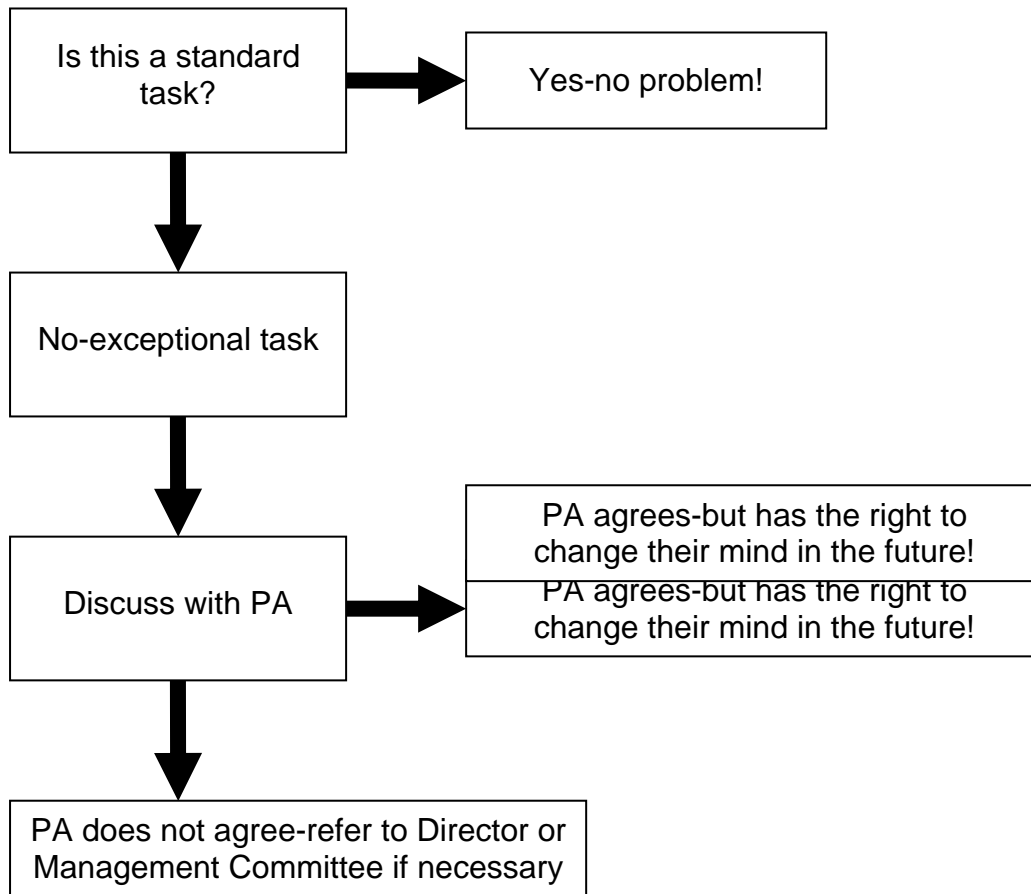 Is this a standard
task?
Yes-no problem!
No-exceptional task
PA agrees-but has the right to
change their mind in the future!
PA agrees-but has the right to
change their mind in the future!
Discuss with PA
PA does not agree-refer to Director or
Management Committee if necessary